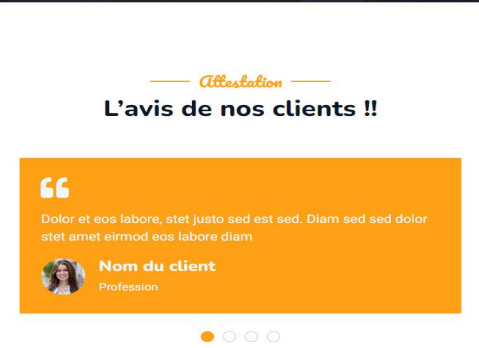 Attestation
L’avis de nos clients !!
Dolor et eos labore, stet justo sed est sed. Diam sed sed dolor
stet amet eirmod eos labore diam
Nom du client
Profession